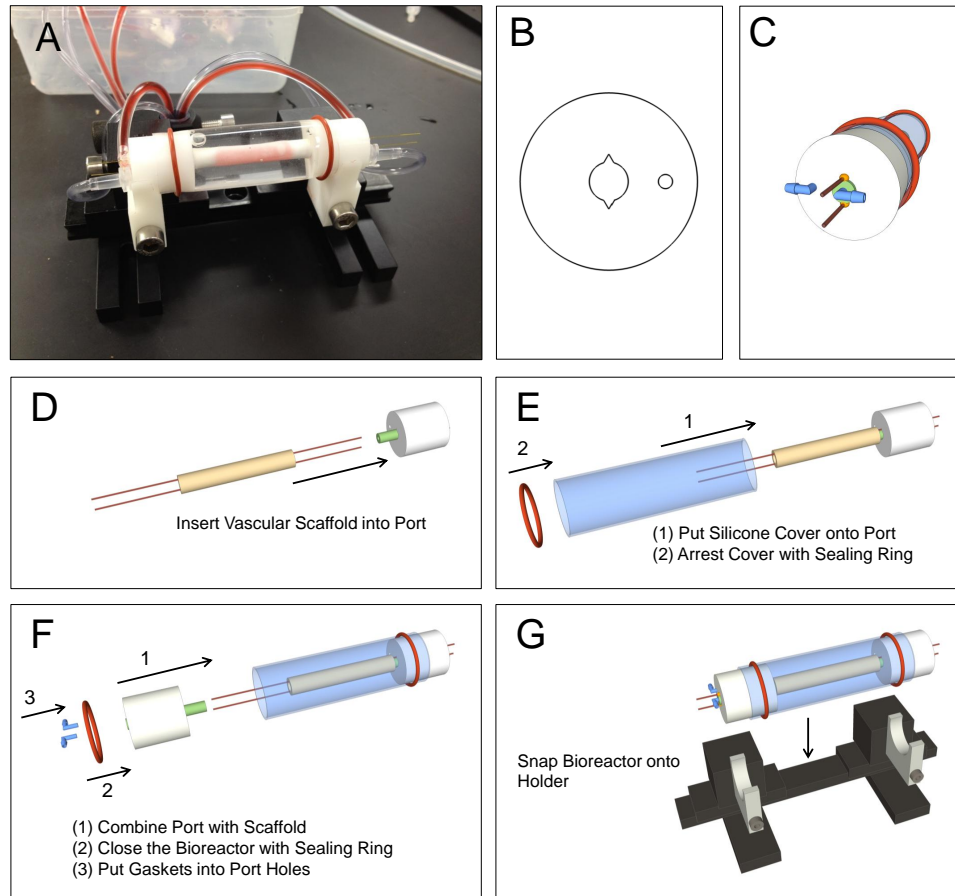 A
B
C
D
Insert Vascular Scaffold into Port
E
1
2
(1) Put Silicone Cover onto Port
(2) Arrest Cover with Sealing Ring
F
1
3
2
(1) Combine Port with Scaffold
(2) Close the Bioreactor with Sealing Ring
(3) Put Gaskets into Port Holes
G
Snap Bioreactor onto
Holder